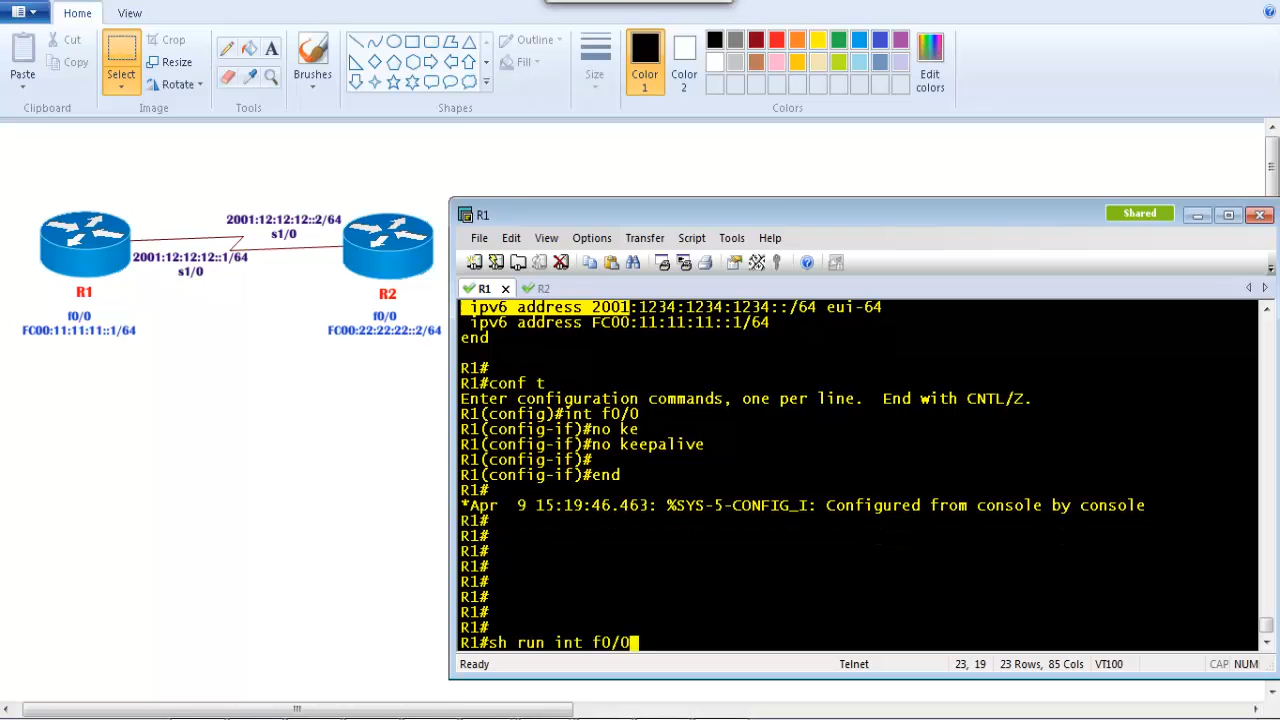 Home
View
Paste
Cut
Copy
Clipboard
Select
Crop
Resize
Rotate
Image
A
Tools
Brushes
Shapes
Outline
Fill
Size
Color
1
Color
2
Edit
colors
Colors
2001:12:12:12::2/64
s1/0
2001:12:12:12::1/64
s1/0
R1
f0/0
FC00:11:11:11::1/64
R2
f0/0
FC00:22:22:22::2/64
R1
Shared
File Edit View Options Transfer Script Tools Help
R1
R2
ipv6 address 2001:1234:1234:1234::/64 eui-64
ipv6 address FC00:11:11:11::1/64
end
R1#
R1#conf t
Enter configuration commands, one per line.  End with CNTL/Z.
R1(config)#int f0/0
R1(config-if)#no ke
R1(config-if)#no keepalive
R1(config-if)#
R1(config-if)#end
R1#
*Apr  9 15:19:46.463: %SYS-5-CONFIG_I: Configured from console by console
R1#
R1#
R1#
R1#
R1#
R1#
R1#
R1#
R1#sh run int f0/0
Ready
Telnet
23, 19
23 Rows, 85 Cols
VT100
CAP NUM